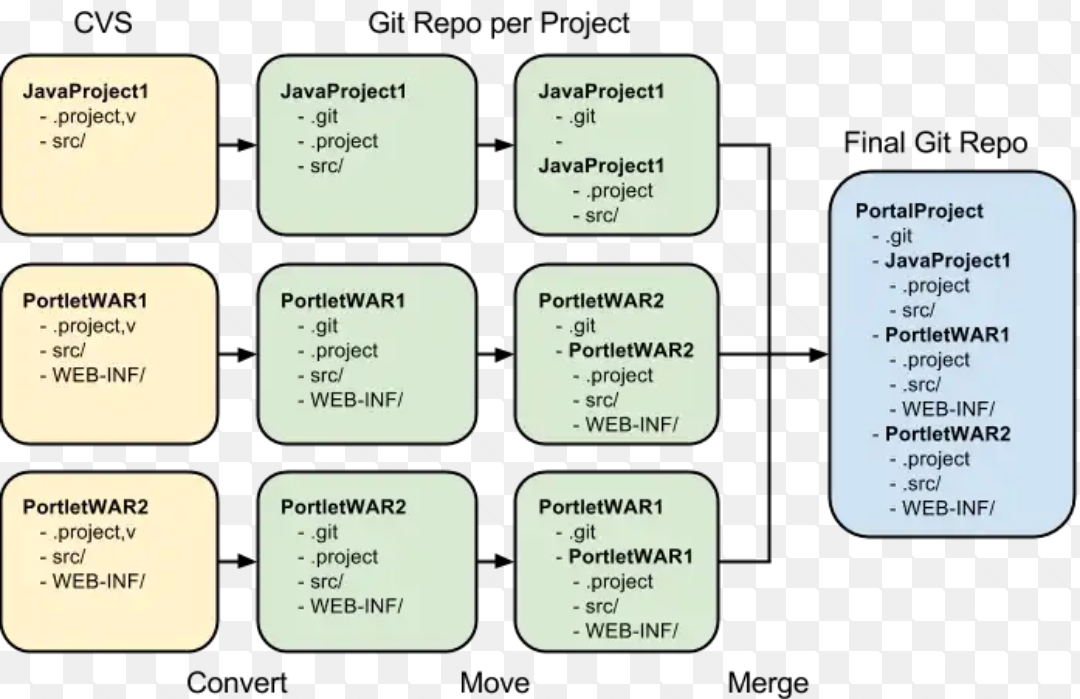 CVS
Git Repo per Project
JavaProject1
- .project,v
- src/
JavaProject1
- .git
- .project
- src/
JavaProject1
- .git
-
JavaProject1
- .project
- src/
PortletWAR1
- .project,v
- src/
- WEB-INF/
PortletWAR1
- .git
- .project
- src/
- WEB-INF/
PortletWAR2
- .git
- PortletWAR2
- .project
- src/
- WEB-INF/
PortletWAR2
- .project,v
- src/
- WEB-INF/
PortletWAR2
- .git
- .project
- src/
- WEB-INF/
PortletWAR1
- .git
- PortletWAR1
- .project
- src/
- WEB-INF/
Final Git Repo
PortalProject
- .git
- JavaProject1
- .project
- src/
- PortletWAR1
- .project
- .src/
- WEB-INF/
- PortletWAR2
- .project
- .src/
- WEB-INF/
Convert
Move
Merge